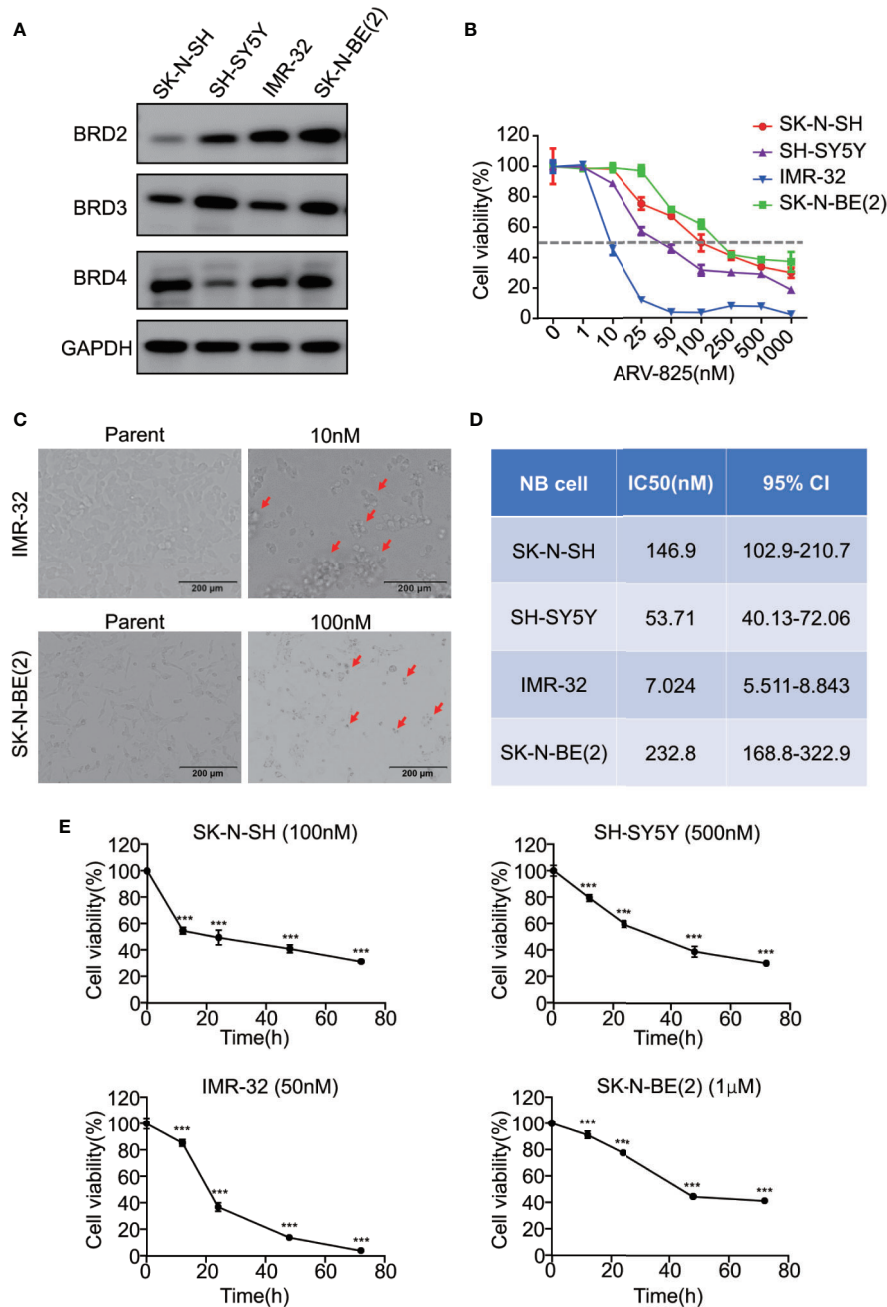 A
SK-N-SH
SH-SY5Y
IMR-32
SK-N-BE(2)
BRD2
BRD3
BRD4
GAPDH
B
SK-N-SH
SH-SY5Y
IMR-32
SK-N-BE(2)
120
100
80
60
40
20
0
Cell viability(%)
0 1 10 25 50 100 250 500 1000
ARV-825(nM)
C
Parent 10nM
IMR-32
200 µm 200 µm
Parent 100nM
SK-N-BE(2)
200 µm 200 µm
D
NB cell IC50(nM) 95% CI
SK-N-SH 146.9 102.9-210.7
SH-SY5Y 53.71 40.13-72.06
IMR-32 7.024 5.511-8.843
SK-N-BE(2) 232.8 168.8-322.9
E
SK-N-SH (100nM)
Cell viability(%)
120
100
80
60
40
20
0
*** *** *** ***
0 20 40 60 80
Time(h)
SH-SY5Y (500nM)
Cell viability(%)
120
100
80
60
40
20
0
*** *** *** ***
0 20 40 60 80
Time(h)
IMR-32 (50nM)
Cell viability(%)
120
100
80
60
40
20
0
*** *** *** ***
0 20 40 60 80
Time(h)
SK-N-BE(2) (1µM)
Cell viability(%)
120
100
80
60
40
20
0
*** *** *** ***
0 20 40 60 80
Time(h)